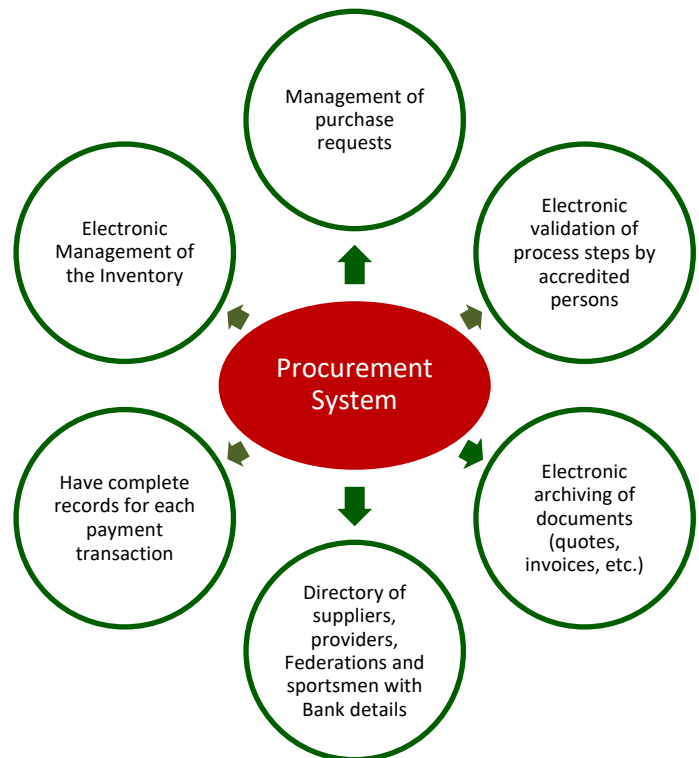 Management of
purchase
requests
Electronic
validation of
process steps by
accredited
persons
Electronic
archiving of
documents
(quotes,
invoices, etc.)
Directory of
suppliers,
providers,
Federations and
sportsmen with
Bank details
Have complete
records for each
payment
transaction
Electronic
Management of
the Inventory
Procurement
System